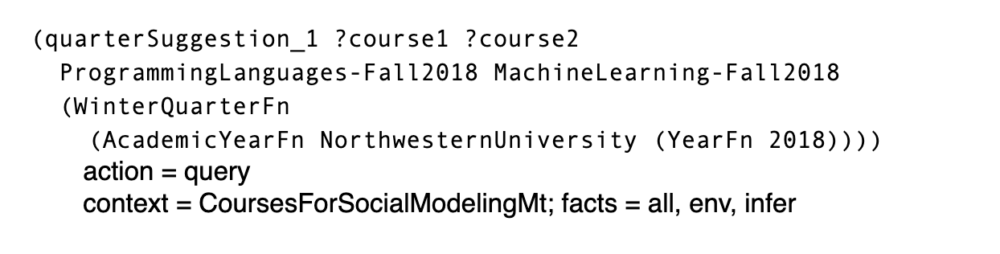 (quarterSuggestion_1 ?course1 ?course2
ProgrammingLanguages-Fall2018 MachineLearning-Fall2018
(WinterQuarterFn
(AcademicYearFn NorthwesternUniversity (YearFn 2018))))
action = query
context = CoursesForSocialModelingMt; facts = all, env, infer